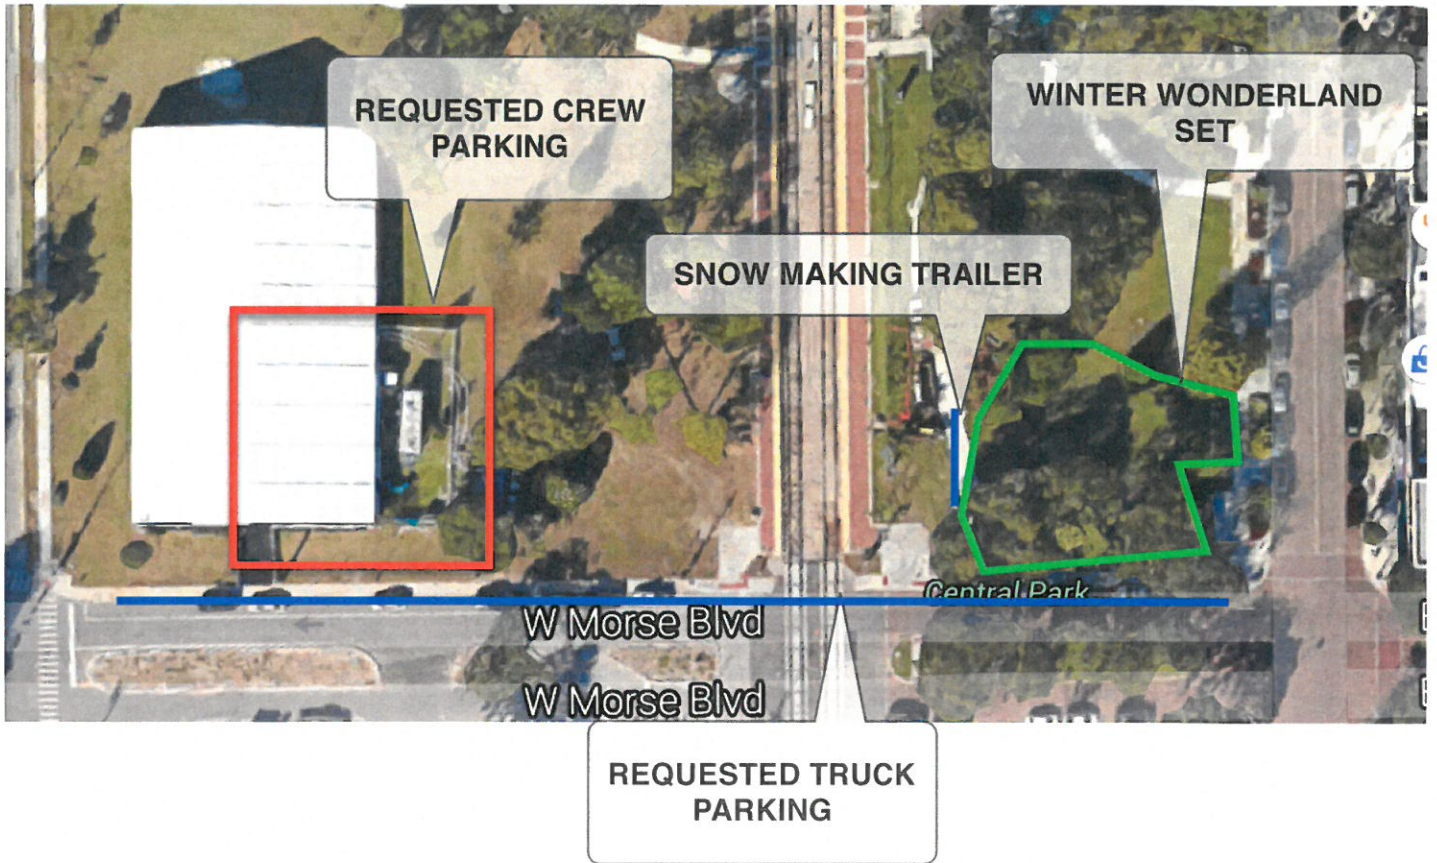 REQUESTED CREW
PARKING
WINTER WONDERLAND
SET
SNOW MAKING TRAILER
Central Park
W Morse Blvd
W Morse Blvd
REQUESTED TRUCK
PARKING